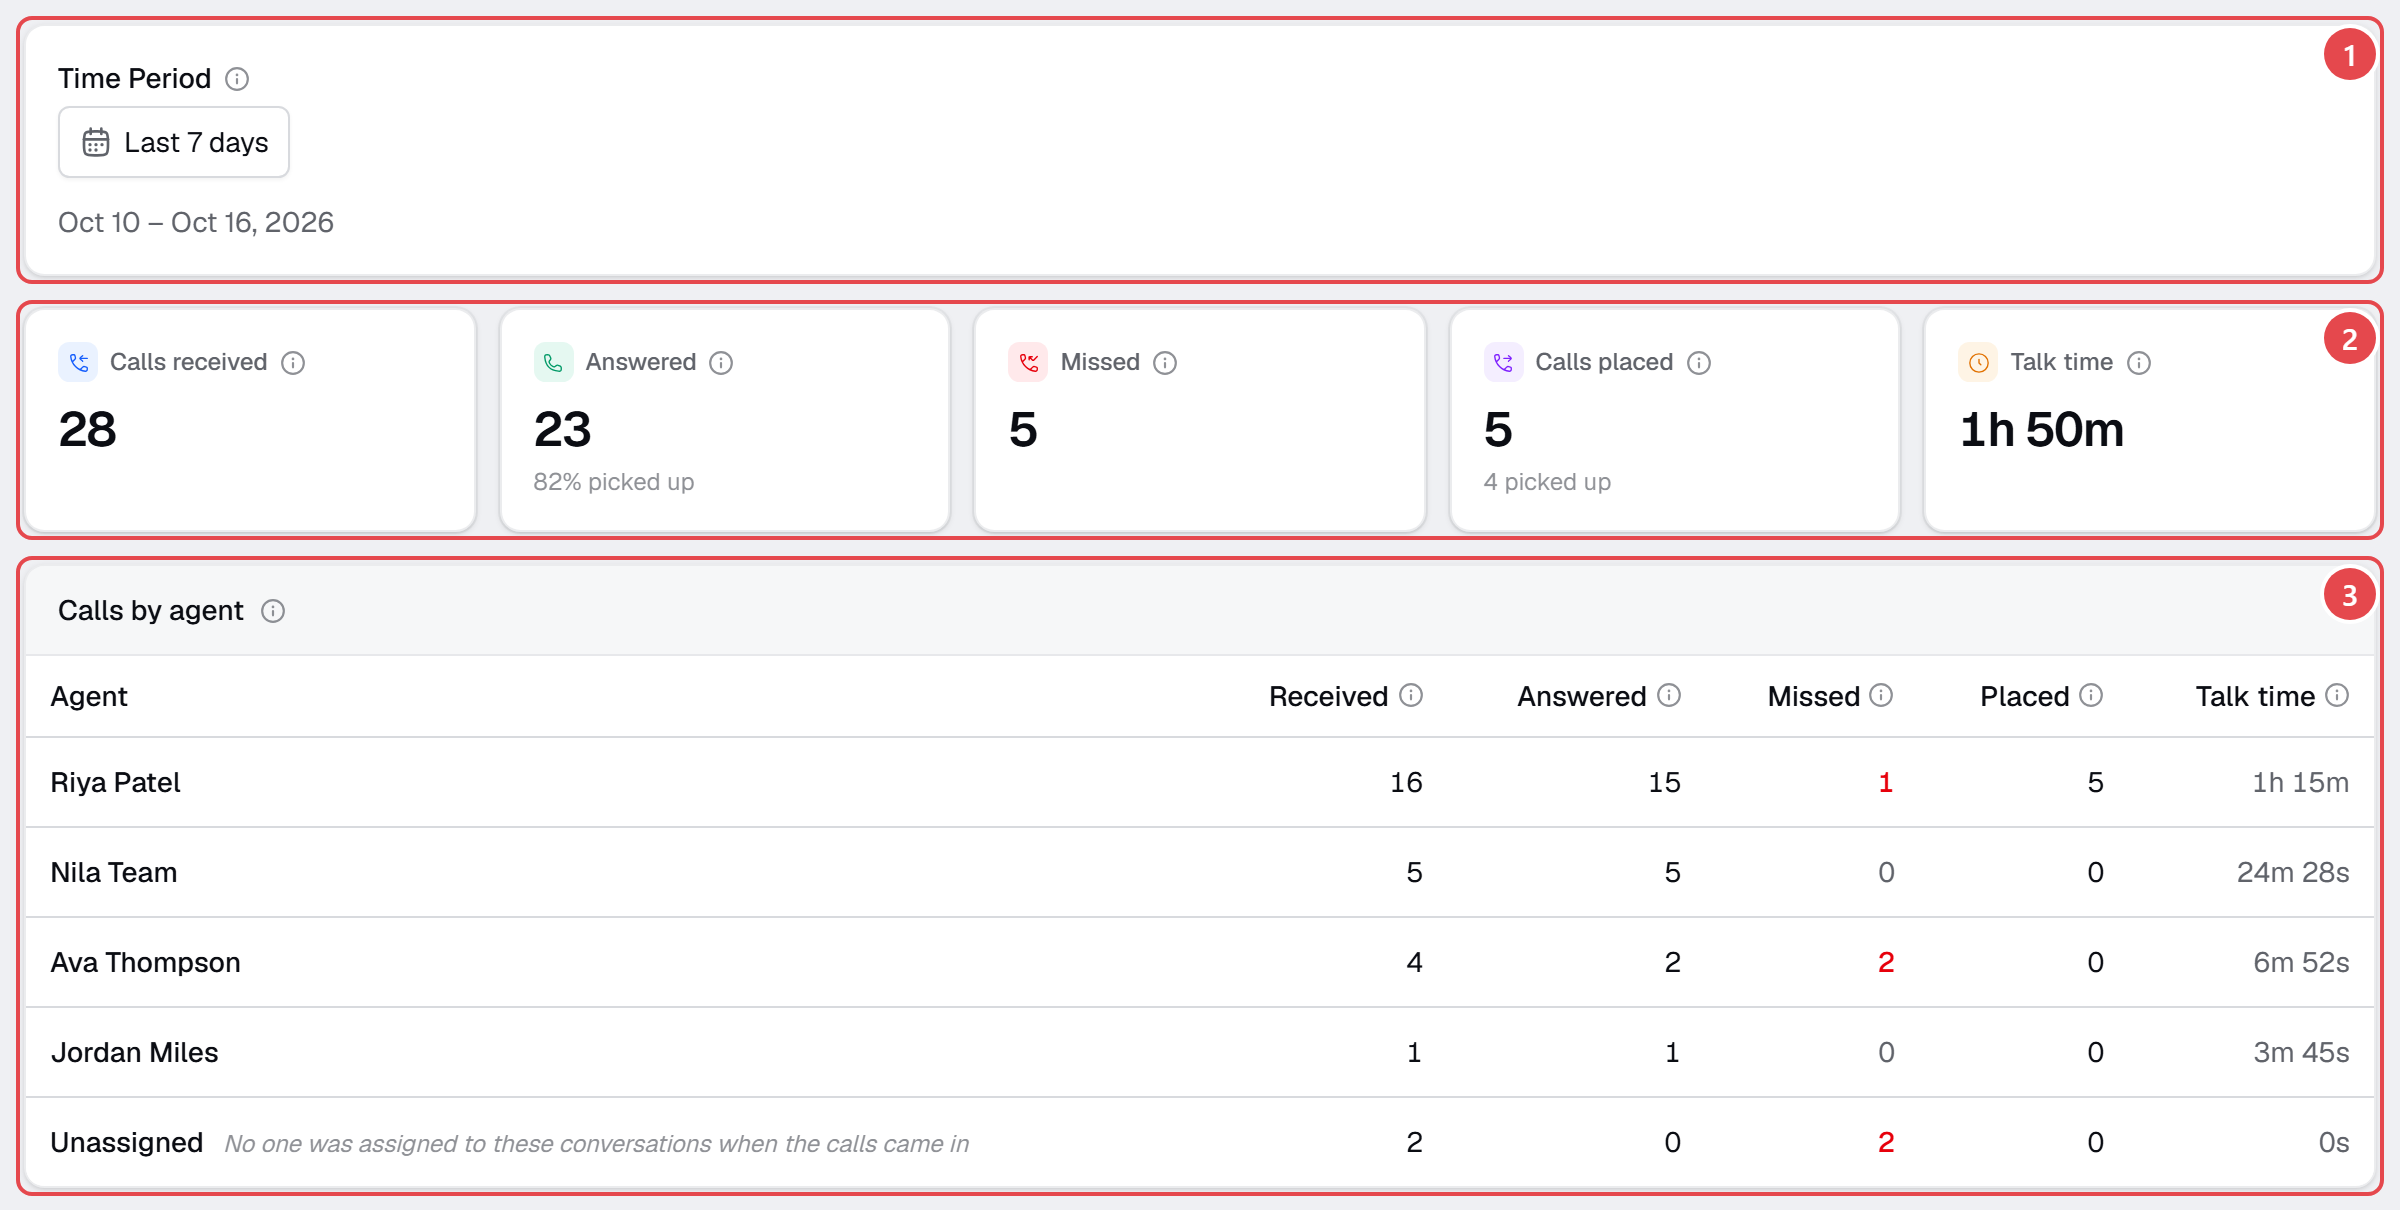 1
Time Period
Last 7 days
Oct 10 – Oct 16, 2026
2
Calls received
28
Answered
23
82% picked up
Missed
5
Calls placed
5
4 picked up
Talk time
1h 50m
3
Calls by agent
Agent Received Answered Missed Placed Talk time
Riya Patel 16 15 1 5 1h 15m
Nila Team 5 5 0 0 24m 28s
Ava Thompson 4 2 2 0 6m 52s
Jordan Miles 1 1 0 0 3m 45s
Unassigned No one was assigned to these conversations when the calls came in 2 0 2 0 0s